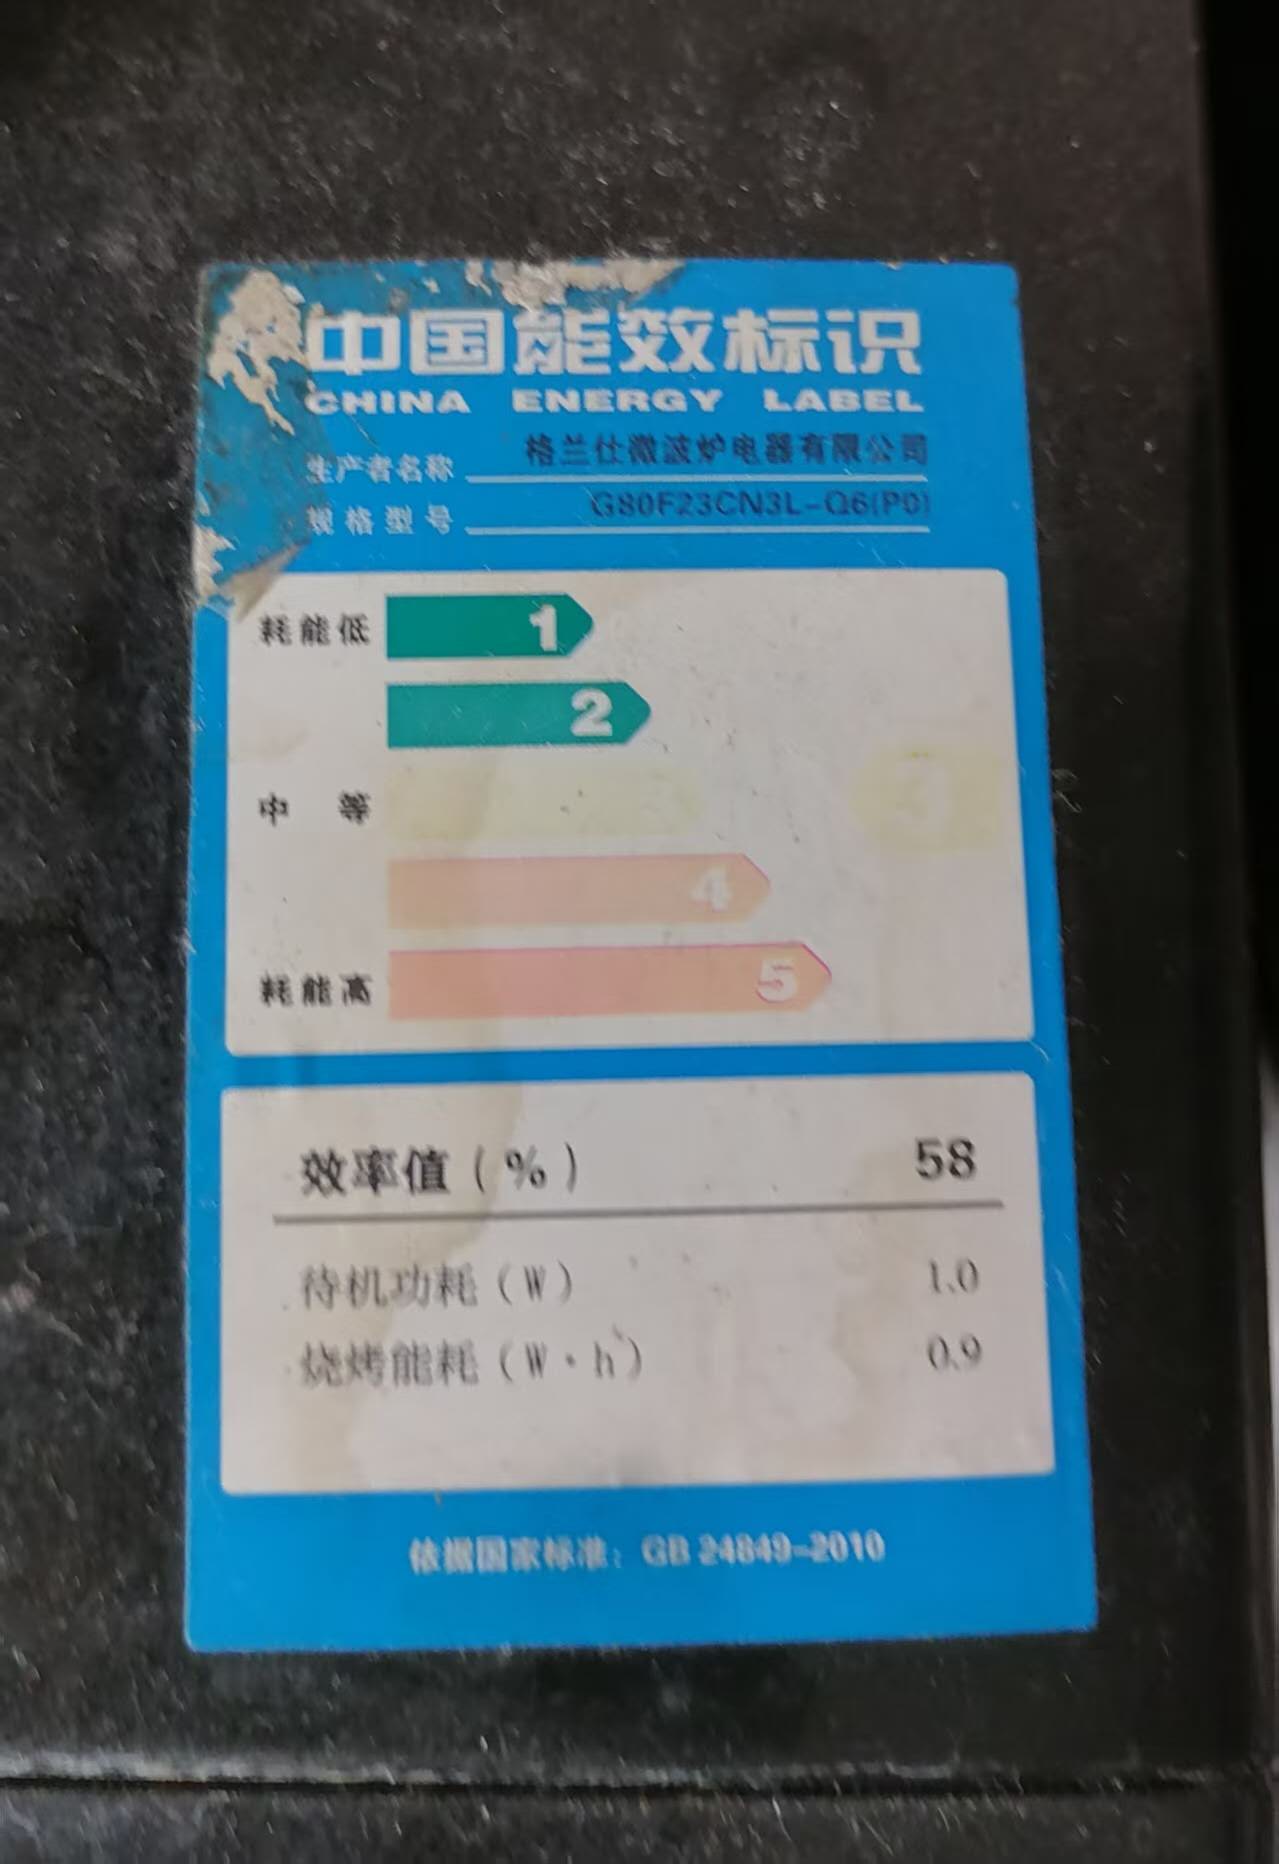 中国能效标识
CHINA ENERGY LABEL
生产者名称 格兰仕微波炉电器有限公司
规格型号 G80F23CN3L-Q6(P0)
耗能低 1
2
中 等 3 3
4
耗能高 5
效率值(%) 58
待机功耗(W) 1.0
烧烤能耗(W·h) 0.9
依据国家标准：GB 24849-2010